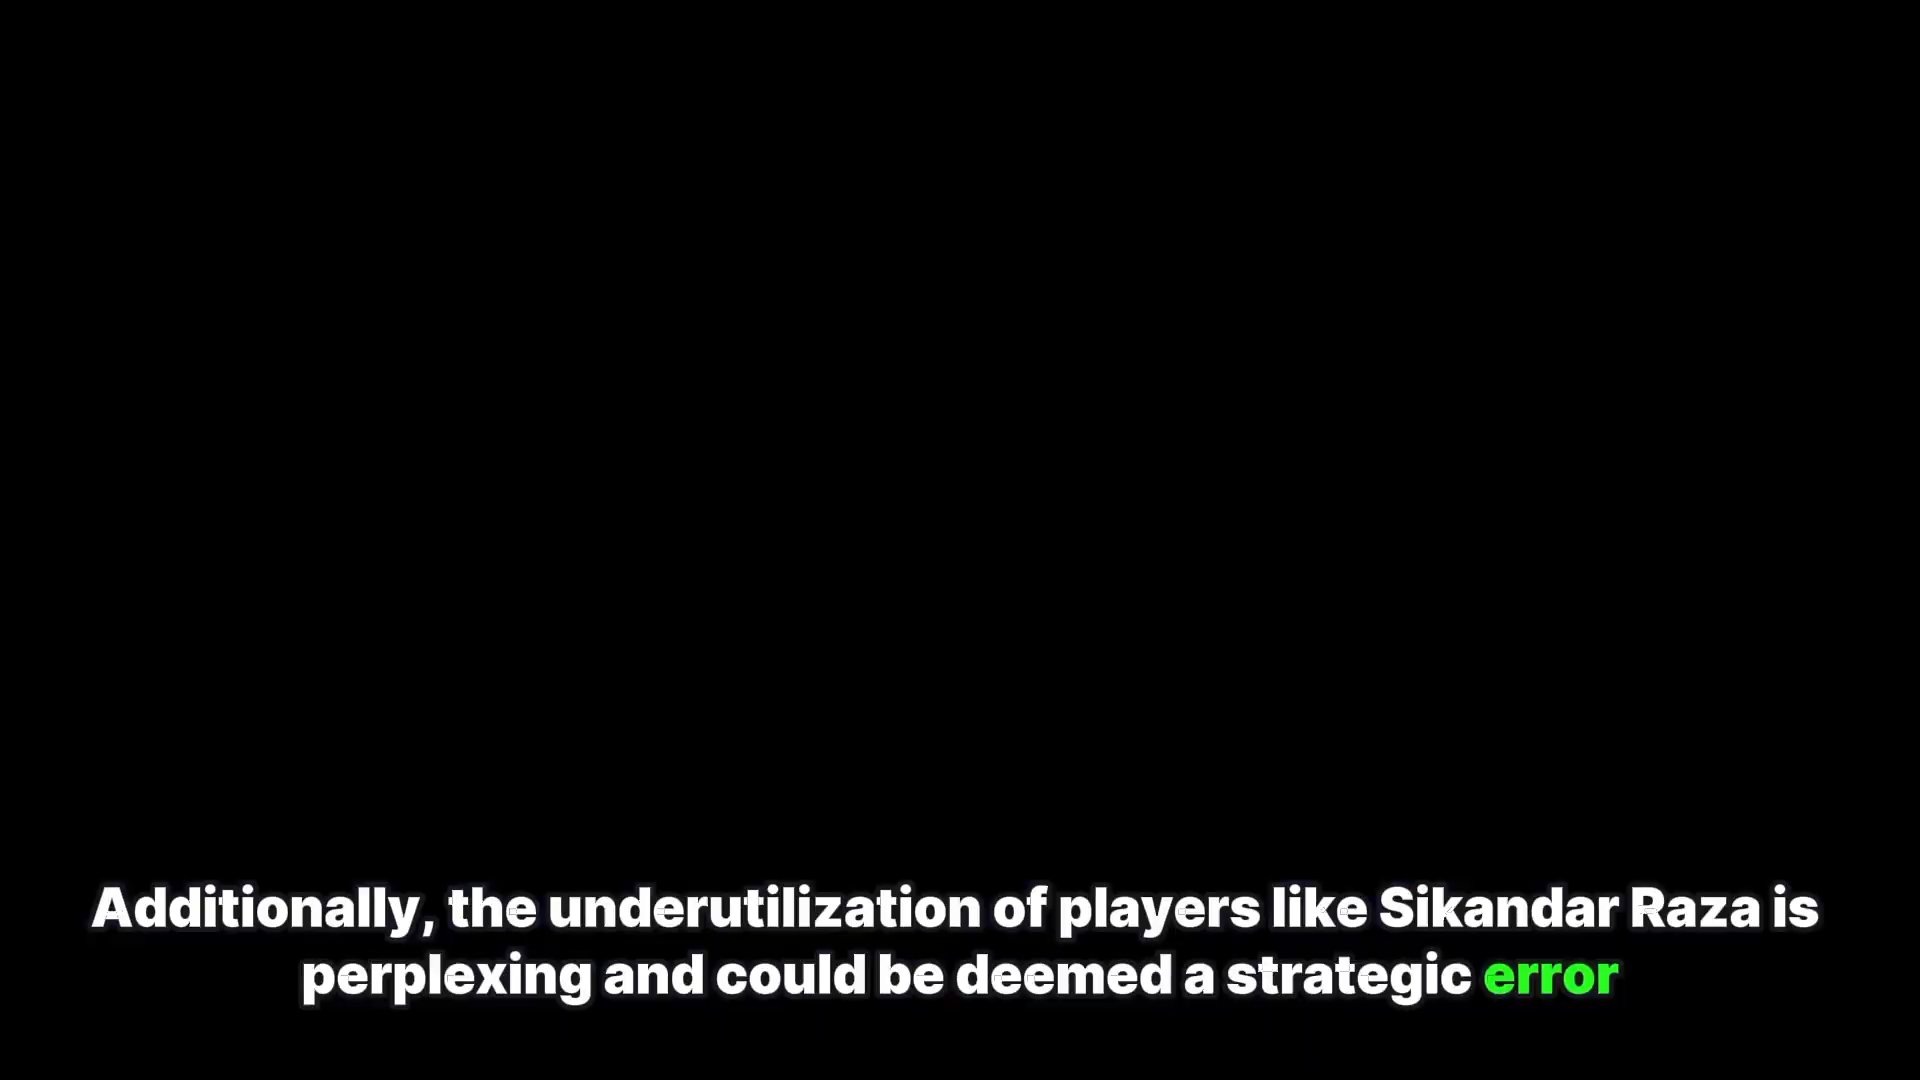 Additionally, the underutilization of players like Sikandar Raza is
perplexing and could be deemed a strategic error